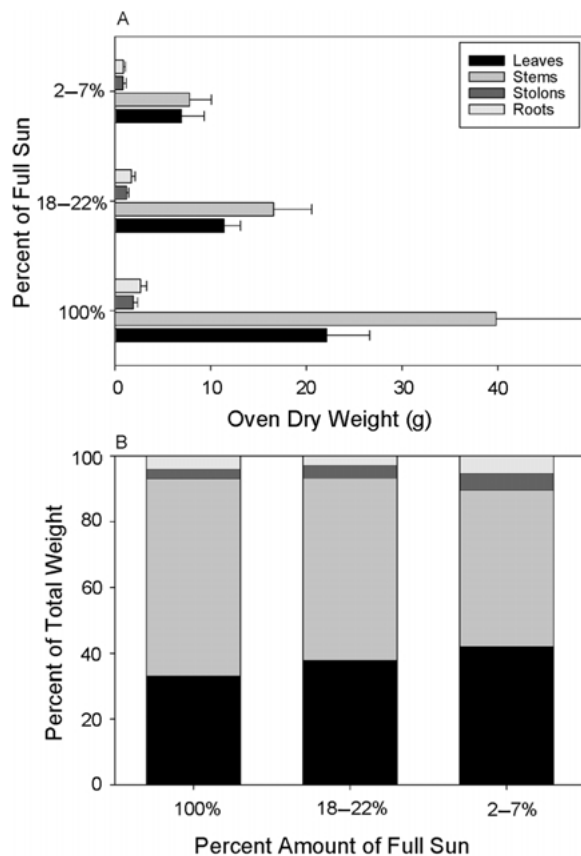 A
Leaves
Stems
Stolons
Roots
Percent of Full Sun
2–7%
18–22%
100%
0 10 20 30 40
Oven Dry Weight (g)
B
Percent of Total Weight
100
80
60
40
20
0
100% 18–22% 2–7%
Percent Amount of Full Sun